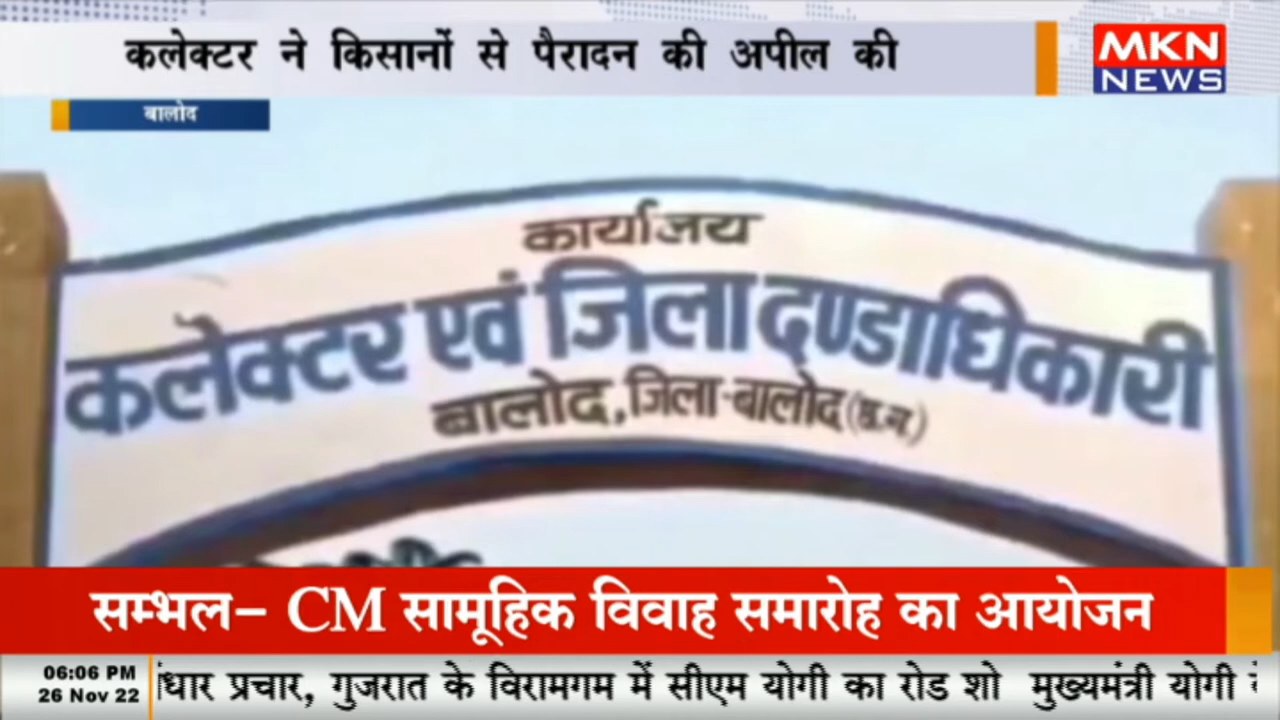 कलेक्टर ने किसानों से पैरादन की अपील की
MKN
NEWS
बालोद
कार्यालय
कलेक्टर एवं जिला दण्डाधिकारी
बालोद, जिला-बालोद (छ.ग.)
सम्भल– CM सामूहिक विवाह समारोह का आयोजन
06:06 PM
26 Nov 22
ांधार प्रचार, गुजरात के विरामगम में सीएम योगी का रोड शो मुख्यमंत्री योगी